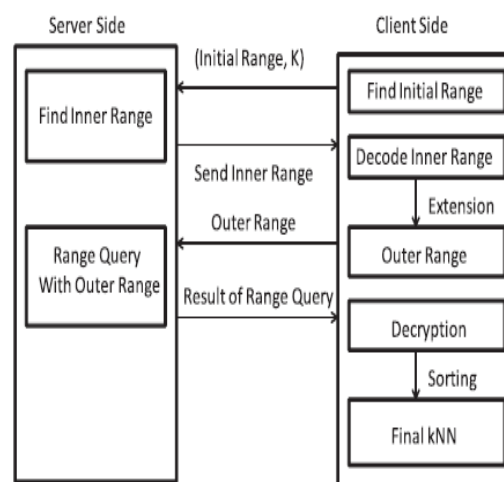 Server Side
Client Side
(Initial Range, K)
Find Inner Range
Find Initial Range
Send Inner Range
Decode Inner Range
Extension
Outer Range
Outer Range
Range Query
With Outer Range
Result of Range Query
Decryption
Sorting
Final kNN